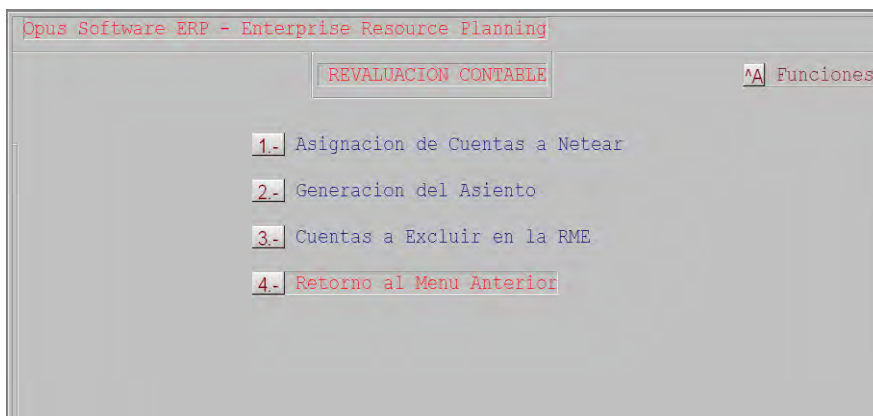 Opus Software ERP - Enterprise Resource Planning
REVALUACION CONTABLE
^A Funciones
1.- Asignacion de Cuentas a Netear
2.- Generacion del Asiento
3.- Cuentas a Excluir en la RME
4.- Retorno al Menu Anterior